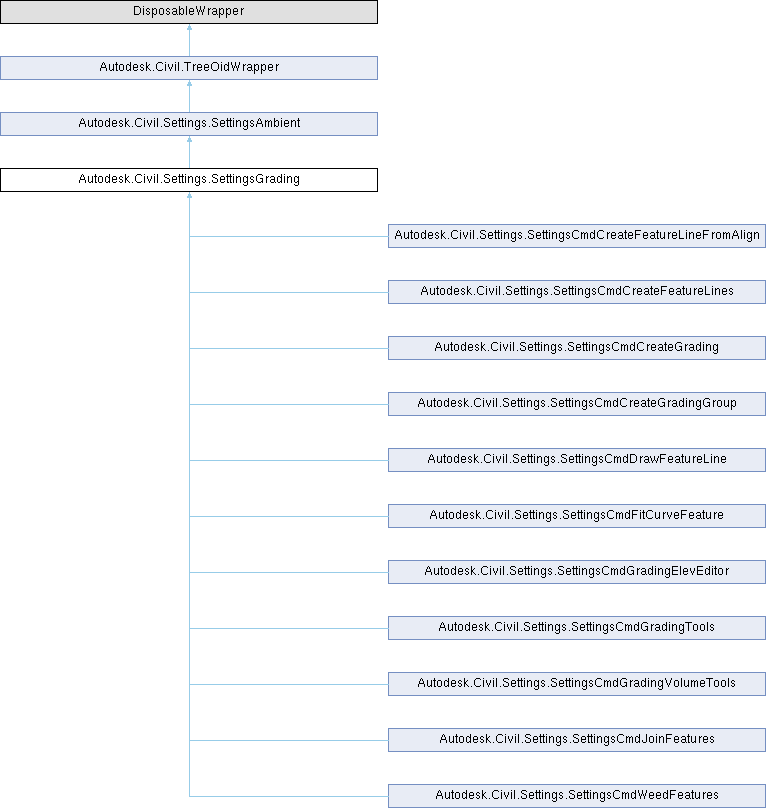 DisposableWrapper
Autodesk.Civil.TreeOidWrapper
Autodesk.Civil.Settings.SettingsAmbient
Autodesk.Civil.Settings.SettingsGrading
Autodesk.Civil.Settings.SettingsCmdCreateFeatureLineFromAlign
Autodesk.Civil.Settings.SettingsCmdCreateFeatureLines
Autodesk.Civil.Settings.SettingsCmdCreateGrading
Autodesk.Civil.Settings.SettingsCmdCreateGradingGroup
Autodesk.Civil.Settings.SettingsCmdDrawFeatureLine
Autodesk.Civil.Settings.SettingsCmdFitCurveFeature
Autodesk.Civil.Settings.SettingsCmdGradingElevEditor
Autodesk.Civil.Settings.SettingsCmdGradingTools
Autodesk.Civil.Settings.SettingsCmdGradingVolumeTools
Autodesk.Civil.Settings.SettingsCmdJoinFeatures
Autodesk.Civil.Settings.SettingsCmdWeedFeatures